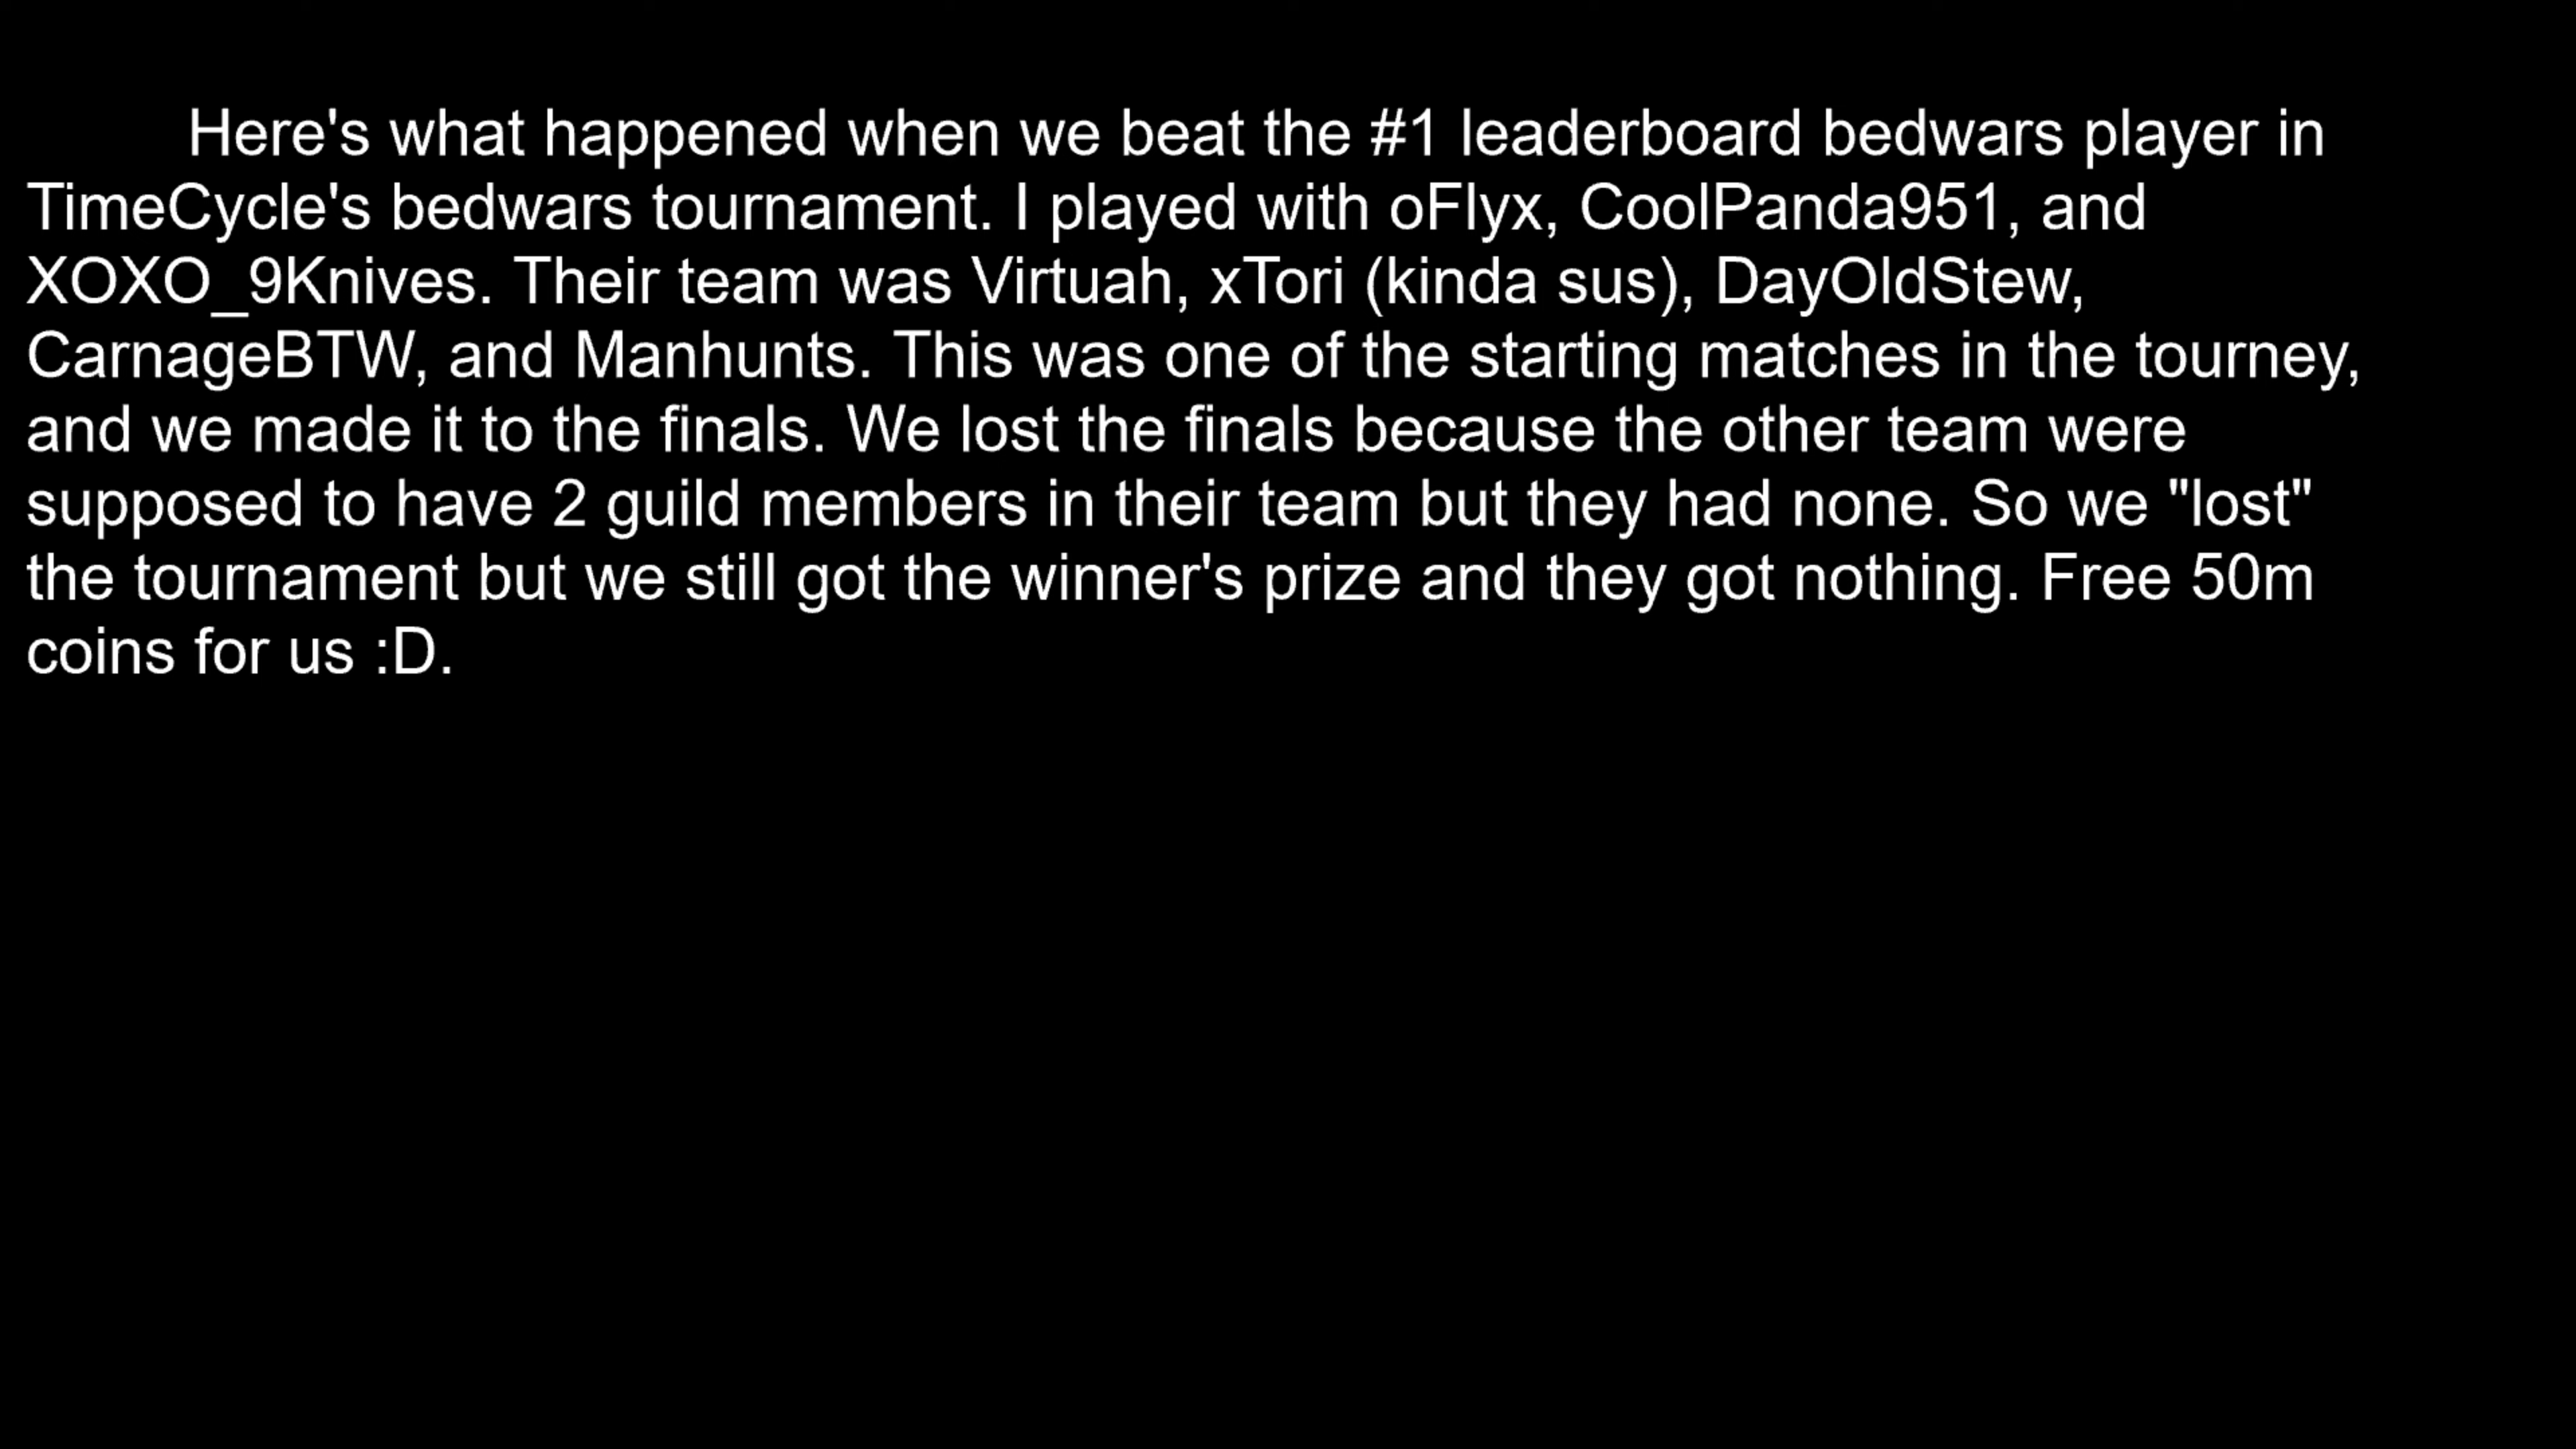 Here's what happened when we beat the #1 leaderboard bedwars player in
TimeCycle's bedwars tournament. I played with oFlyx, CoolPanda951, and
XOXO_9Knives. Their team was Virtuah, xTori (kinda sus), DayOldStew,
CarnageBTW, and Manhunts. This was one of the starting matches in the tourney,
and we made it to the finals. We lost the finals because the other team were
supposed to have 2 guild members in their team but they had none. So we "lost"
the tournament but we still got the winner's prize and they got nothing. Free 50m
coins for us :D.